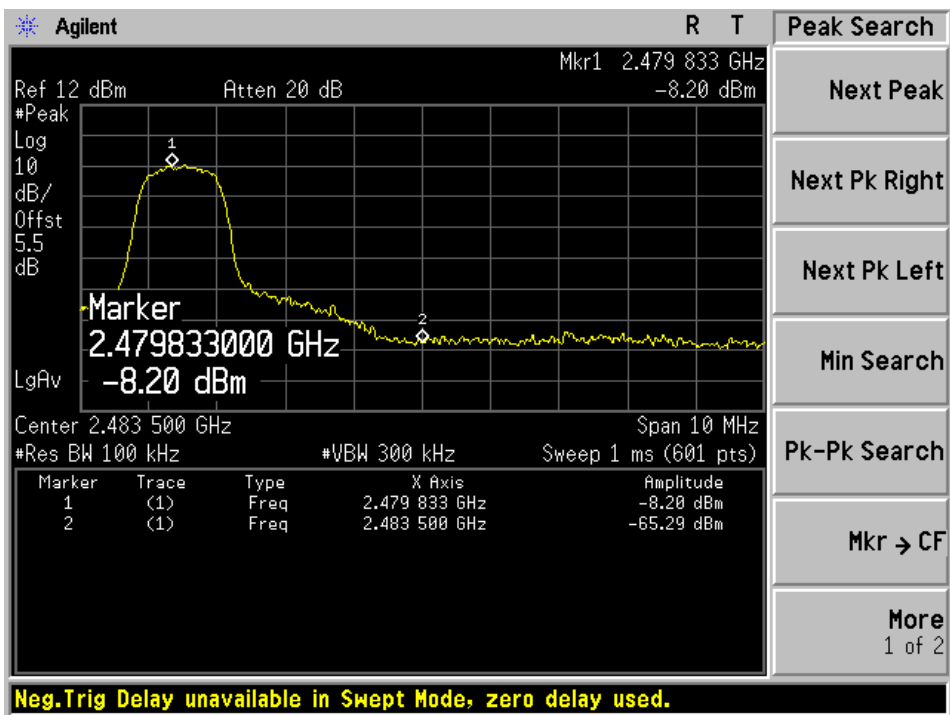 Agilent R T Peak Search
Mkr1 2.479 833 GHz
Ref 12 dBm Atten 20 dB -8.20 dBm
#Peak
Log
10
dB/
Offst
5.5
dB
LgAv
1
2
Marker
2.479833000 GHz
-8.20 dBm
Center 2.483 500 GHz Span 10 MHz
#Res BW 100 kHz #VBW 300 kHz Sweep 1 ms (601 pts)
Marker Trace Type X Axis Amplitude
1 (1) Freq 2.479 833 GHz -8.20 dBm
2 (1) Freq 2.483 500 GHz -65.29 dBm
Next Peak
Next Pk Right
Next Pk Left
Min Search
Pk-Pk Search
Mkr → CF
More
1 of 2
Neg.Trig Delay unavailable in Swept Mode, zero delay used.